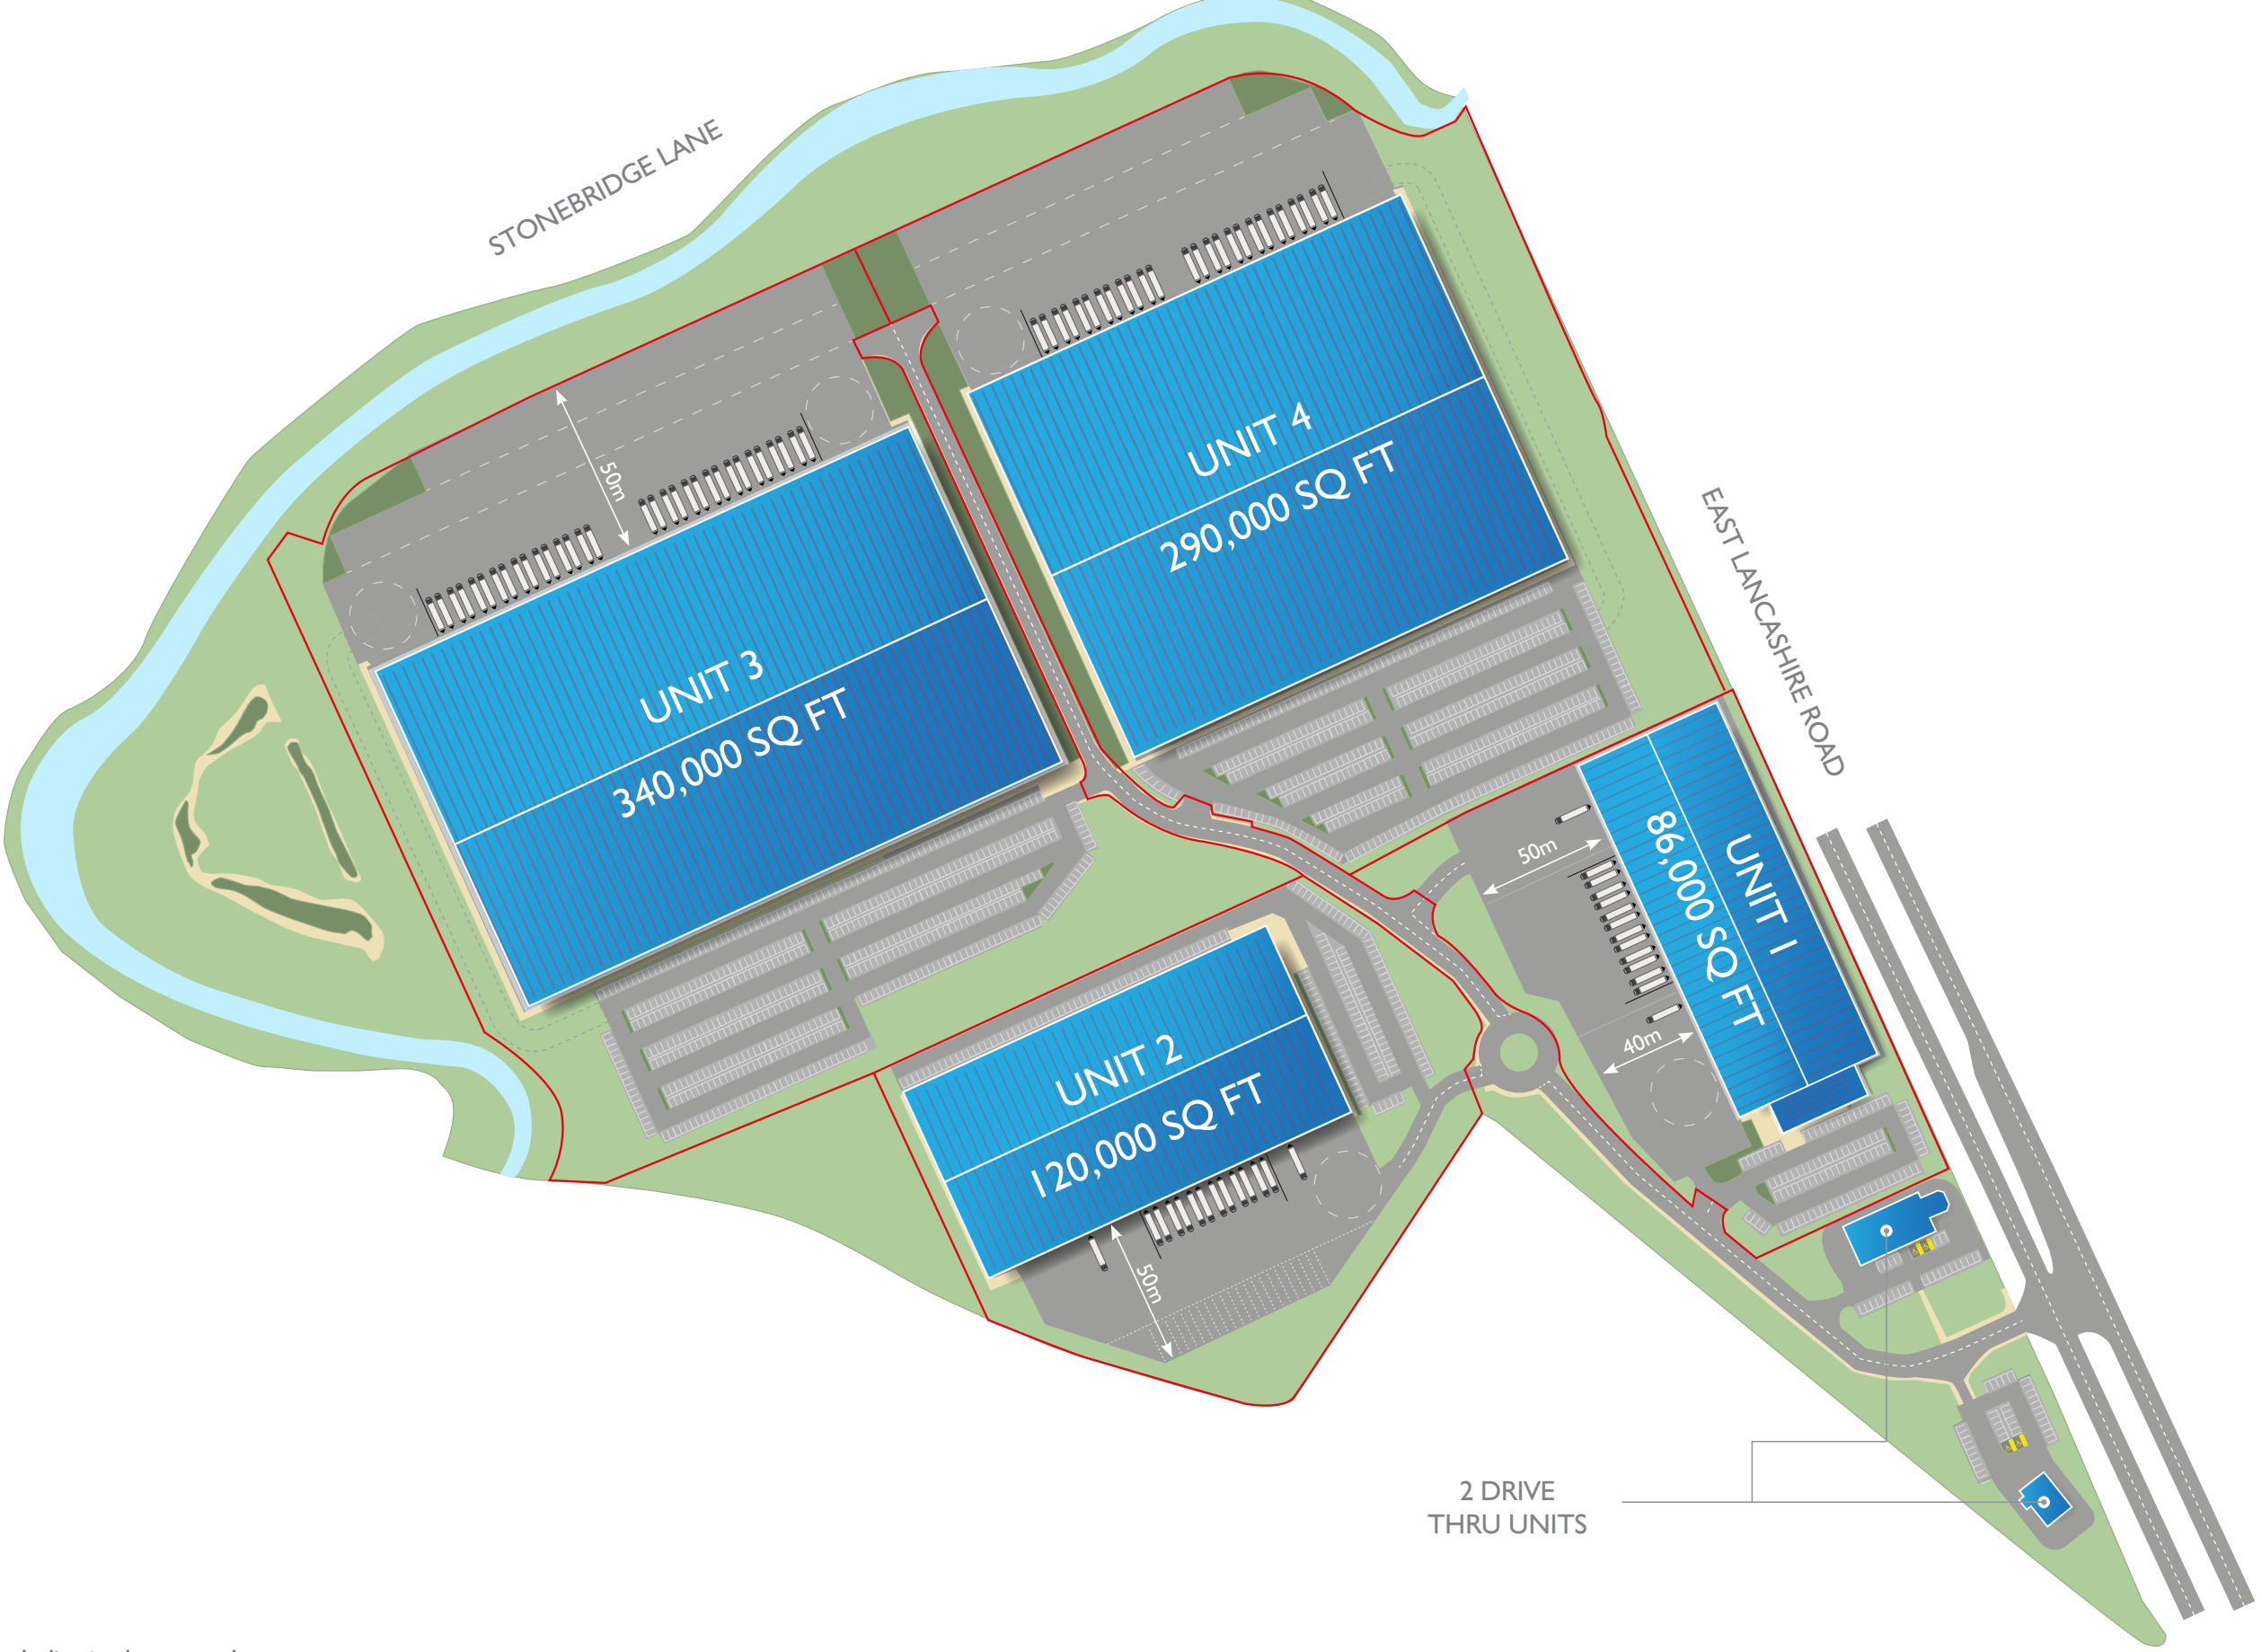 STONEBRIDGE LANE
50m
UNIT 4
290,000 SQ FT
EAST LANCASHIRE ROAD
UNIT 3
340,000 SQ FT
50m
UNIT 1
86,000 SQ FT
40m
UNIT 2
120,000 SQ FT
50m
2 DRIVE
THRU UNITS